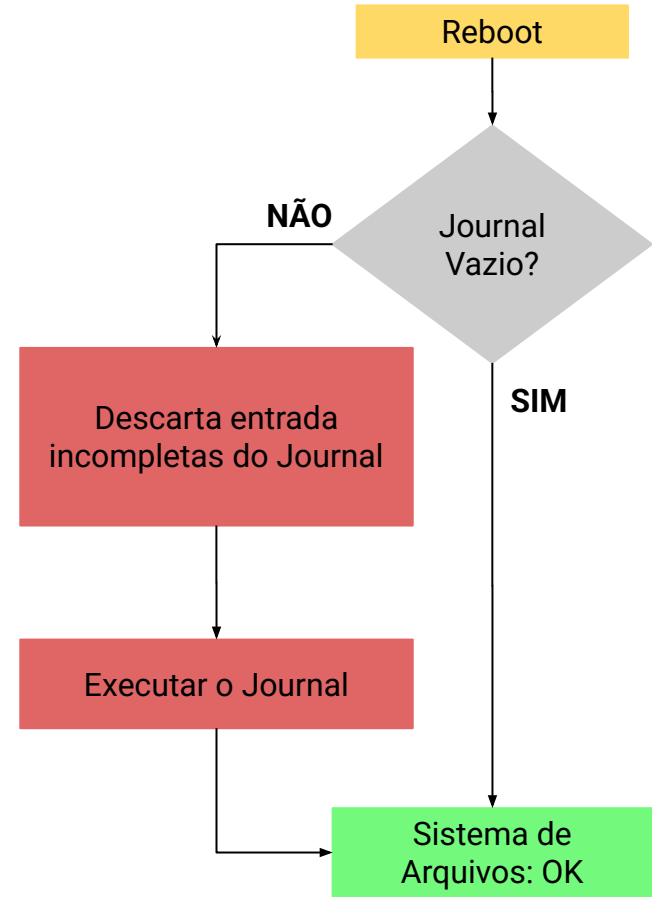 Reboot
Journal
Vazio?
NÃO
SIM
Descarta entrada
incompletas do Journal
Executar o Journal
Sistema de
Arquivos: OK